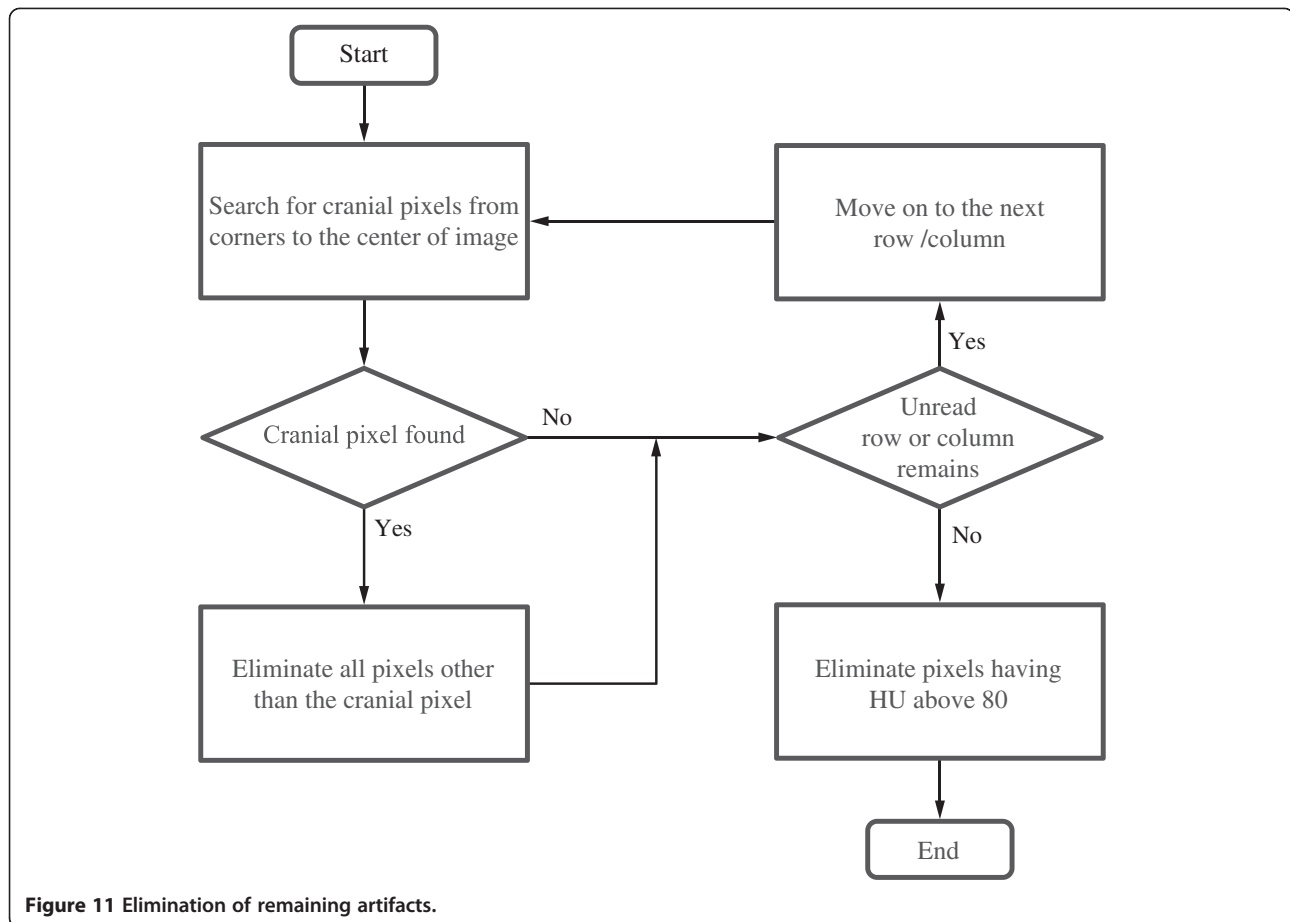 Start
Search for cranial pixels from
corners to the center of image
Move on to the next
row /column
Yes
Cranial pixel found
No
Unread
row or column
remains
Yes
No
Eliminate all pixels other
than the cranial pixel
Eliminate pixels having
HU above 80
End
Figure 11 Elimination of remaining artifacts.